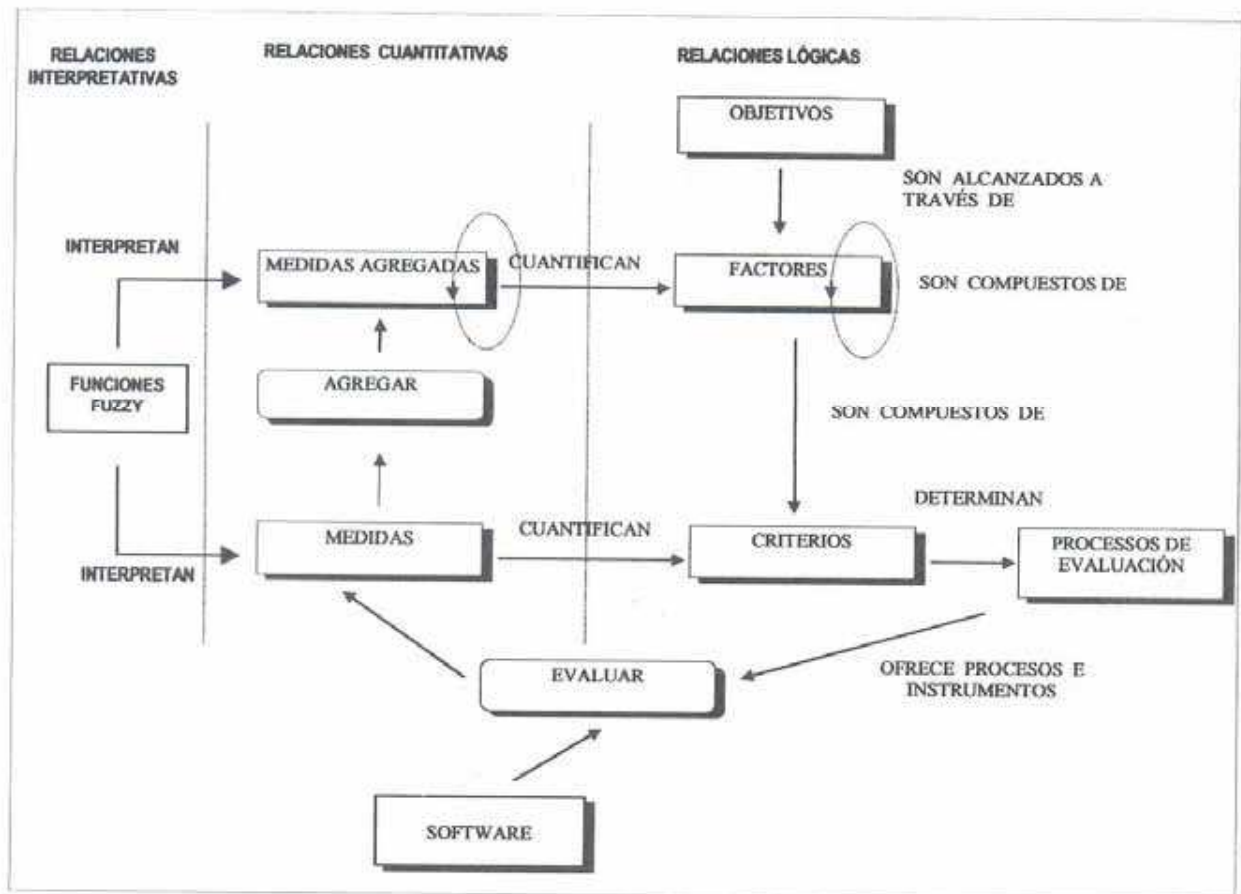 RELACIONES
INTERPRETATIVAS
RELACIONES CUANTITATIVAS
RELACIONES LÓGICAS
OBJETIVOS
SON ALCANZADOS A
TRAVÉS DE
INTERPRETAN
MEDIDAS AGREGADAS
CUANTIFICAN
FACTORES
SON COMPUESTOS DE
FUNCIONES
FUZZY
AGREGAR
SON COMPUESTOS DE
DETERMINAN
MEDIDAS
CUANTIFICAN
CRITERIOS
PROCESSOS DE
EVALUACIÓN
INTERPRETAN
EVALUAR
OFRECE PROCESOS E
INSTRUMENTOS
SOFTWARE